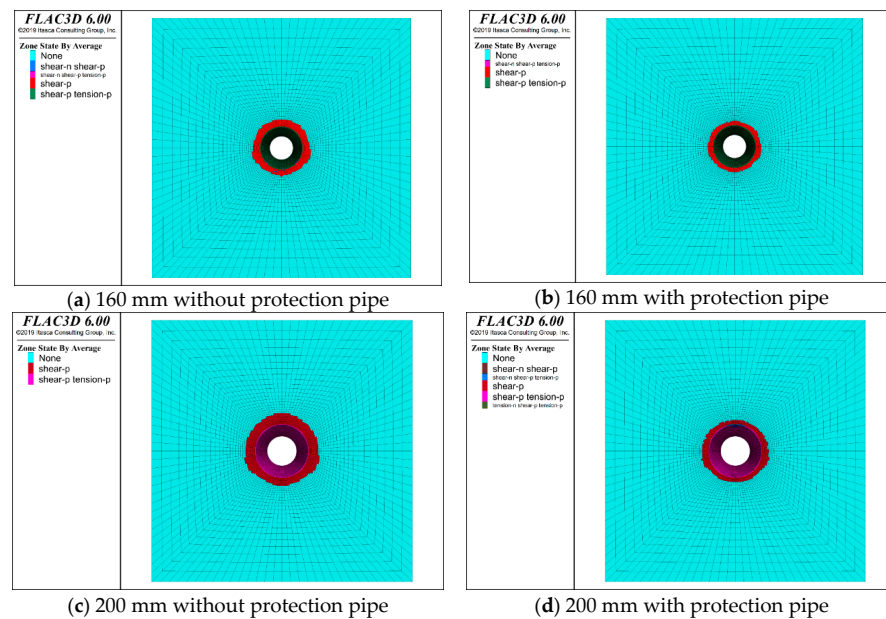 FLAC3D 6.00
©2019 Itasca Consulting Group, Inc.
Zone State By Average
None
shear-n shear-p
shear-n shear-p tension-p
shear-p
shear-p tension-p
(a) 160 mm without protection pipe
FLAC3D 6.00
©2019 Itasca Consulting Group, Inc.
Zone State By Average
None
shear-n shear-p tension-p
shear-p
shear-p tension-p
(b) 160 mm with protection pipe
FLAC3D 6.00
©2019 Itasca Consulting Group, Inc.
Zone State By Average
None
shear-p
shear-p tension-p
(c) 200 mm without protection pipe
FLAC3D 6.00
©2019 Itasca Consulting Group, Inc.
Zone State By Average
None
shear-n shear-p
shear-n shear-p tension-p
shear-p
shear-p tension-p
tension-n shear-p tension-p
(d) 200 mm with protection pipe